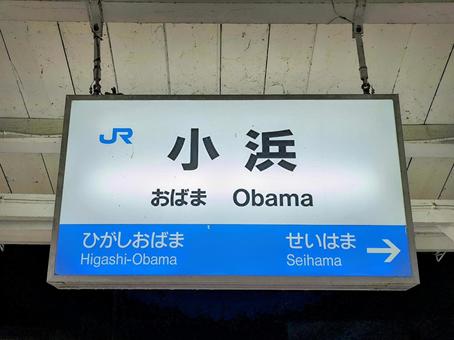 JR
小浜
おばま Obama
ひがしおばま せいはま
Higashi-Obama Seihama